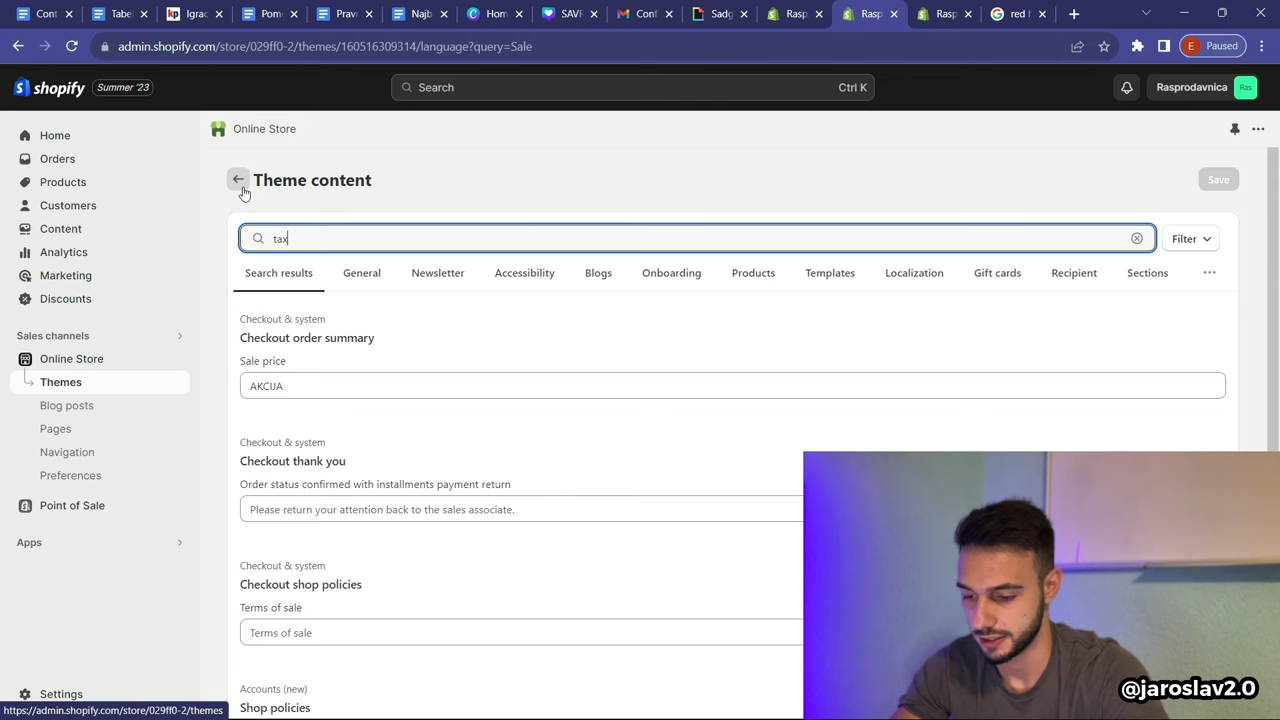 Cont
Tabel
kp Igrac
Pome
Pravr
Najb
Hom
SAVR
Conf
Sadg
Rasp
Rasp
Rasp
red h
admin.shopify.com/store/029ff0-2/themes/160516309314/language?query=Sale
E Paused
shopify Summer '23
Search Ctrl K
Rasprodavnica Ras
Home
Orders
Products
Customers
Content
Analytics
Marketing
Discounts
Sales channels
Online Store
Themes
Blog posts
Pages
Navigation
Preferences
Point of Sale
Apps
Settings
https://admin.shopify.com/store/029ff0-2/themes
Online Store
Theme content
Save
tax
Filter
Search results General Newsletter Accessibility Blogs Onboarding Products Templates Localization Gift cards Recipient Sections
Checkout & system
Checkout order summary
Sale price
AKCIJA
Checkout & system
Checkout thank you
Order status confirmed with installments payment return
Please return your attention back to the sales associate.
Checkout & system
Checkout shop policies
Terms of sale
Terms of sale
Accounts (new)
Shop policies
@jaroslav2.0